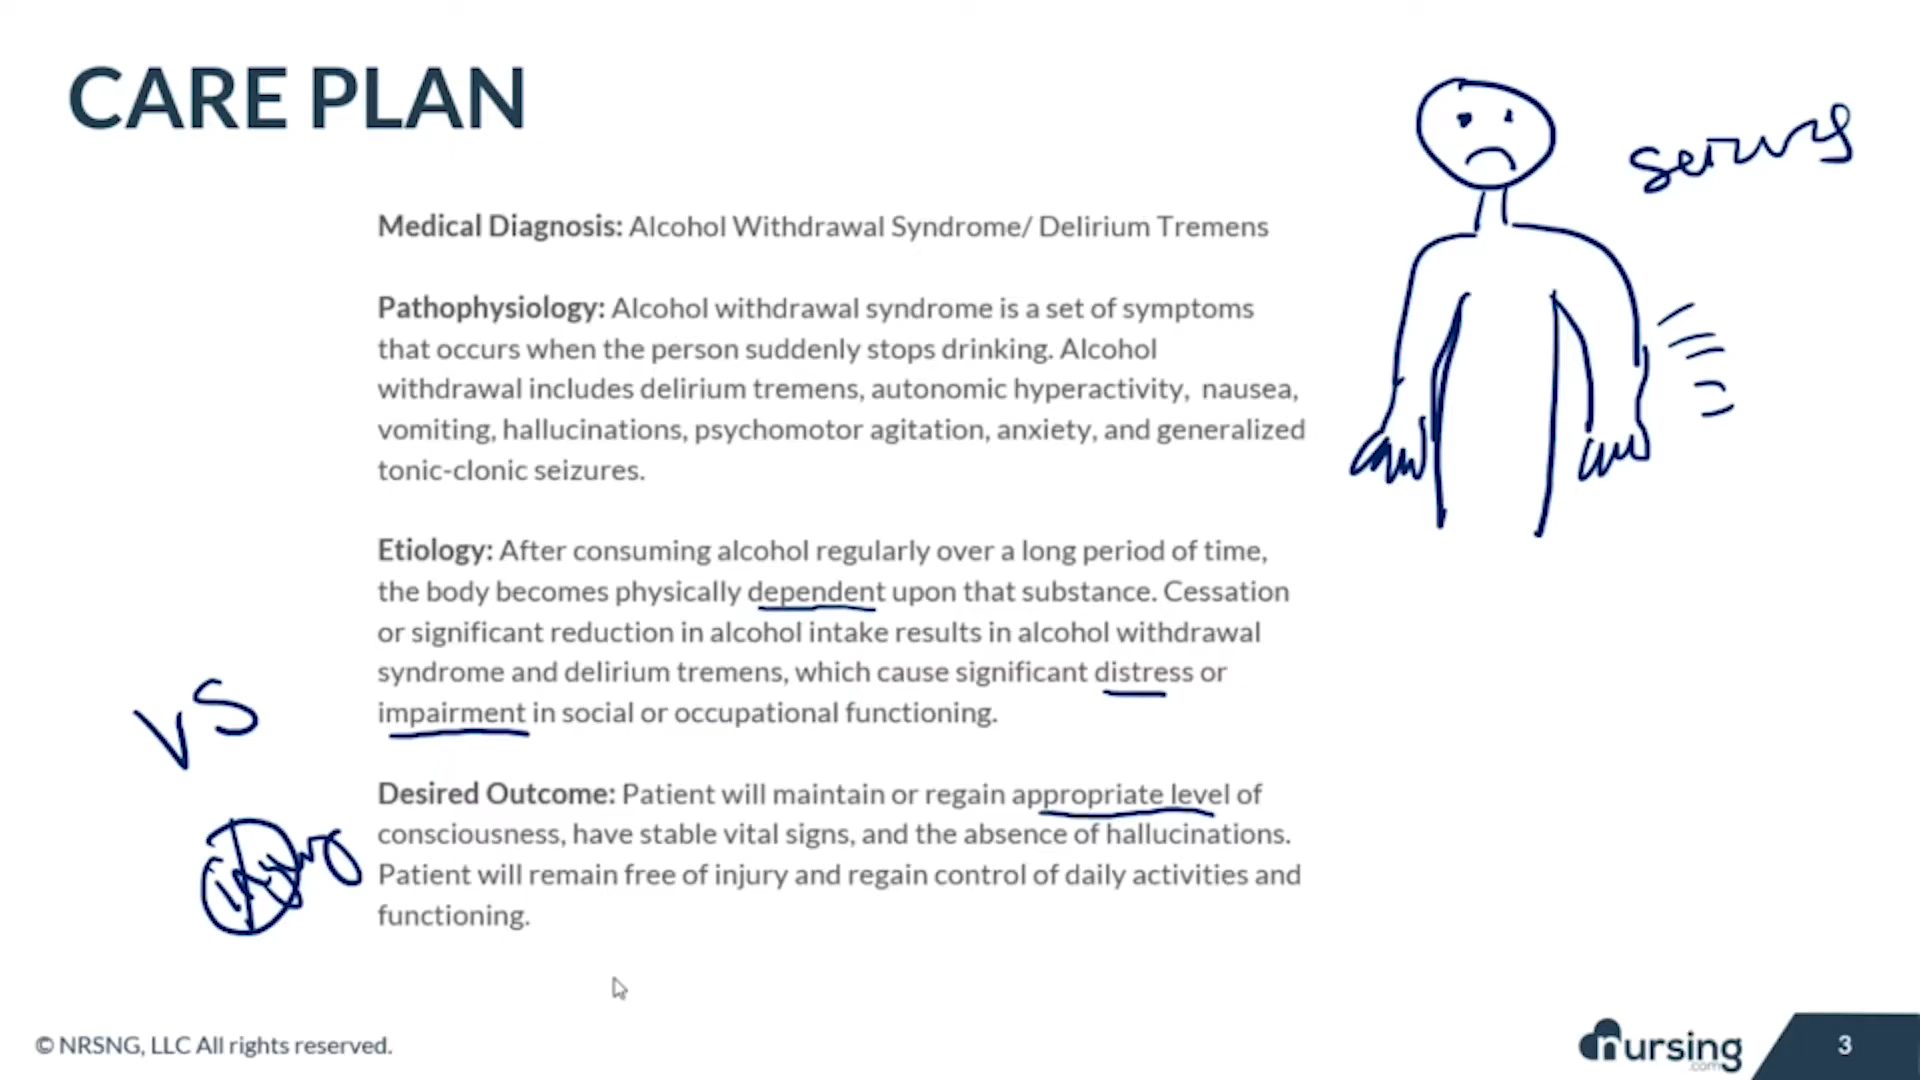 CARE PLAN
Medical Diagnosis: Alcohol Withdrawal Syndrome/ Delirium Tremens
Pathophysiology: Alcohol withdrawal syndrome is a set of symptoms
that occurs when the person suddenly stops drinking. Alcohol
withdrawal includes delirium tremens, autonomic hyperactivity, nausea,
vomiting, hallucinations, psychomotor agitation, anxiety, and generalized
tonic-clonic seizures.
Etiology: After consuming alcohol regularly over a long period of time,
the body becomes physically dependent upon that substance. Cessation
or significant reduction in alcohol intake results in alcohol withdrawal
syndrome and delirium tremens, which cause significant distress or
impairment in social or occupational functioning.
VS
Desired Outcome: Patient will maintain or regain appropriate level of
consciousness, have stable vital signs, and the absence of hallucinations.
Patient will remain free of injury and regain control of daily activities and
functioning.
injury
© NRSNG, LLC All rights reserved.
nursing
.com
3